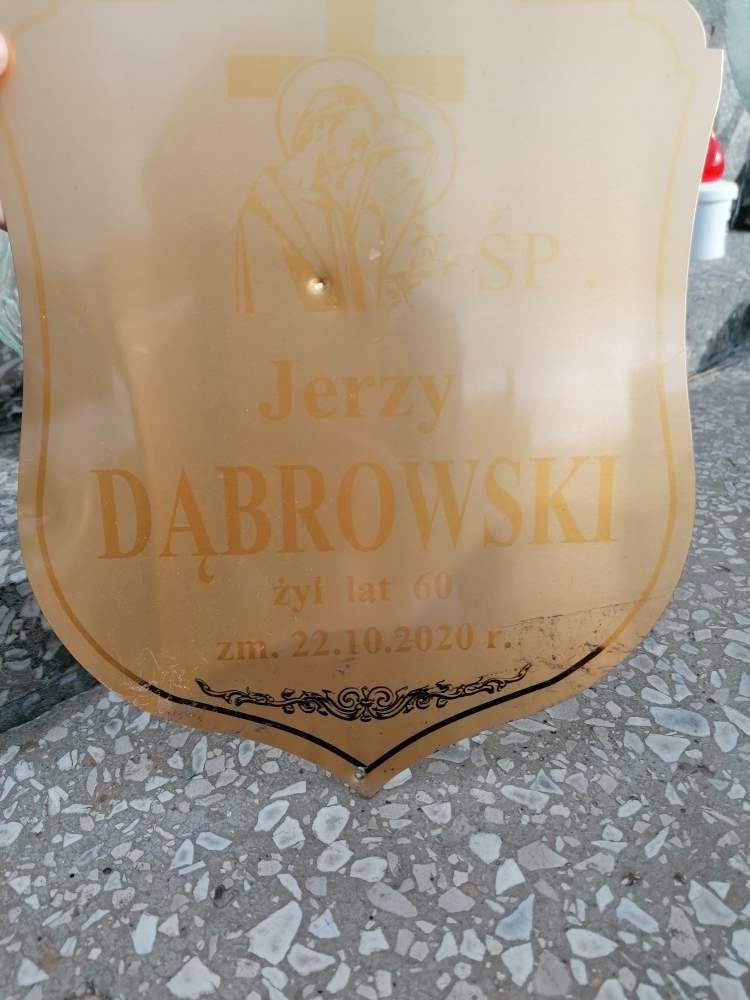 ŚP.
Jerzy
DĄBROWSKI
żył lat 60
zm. 22.10.2020 r.